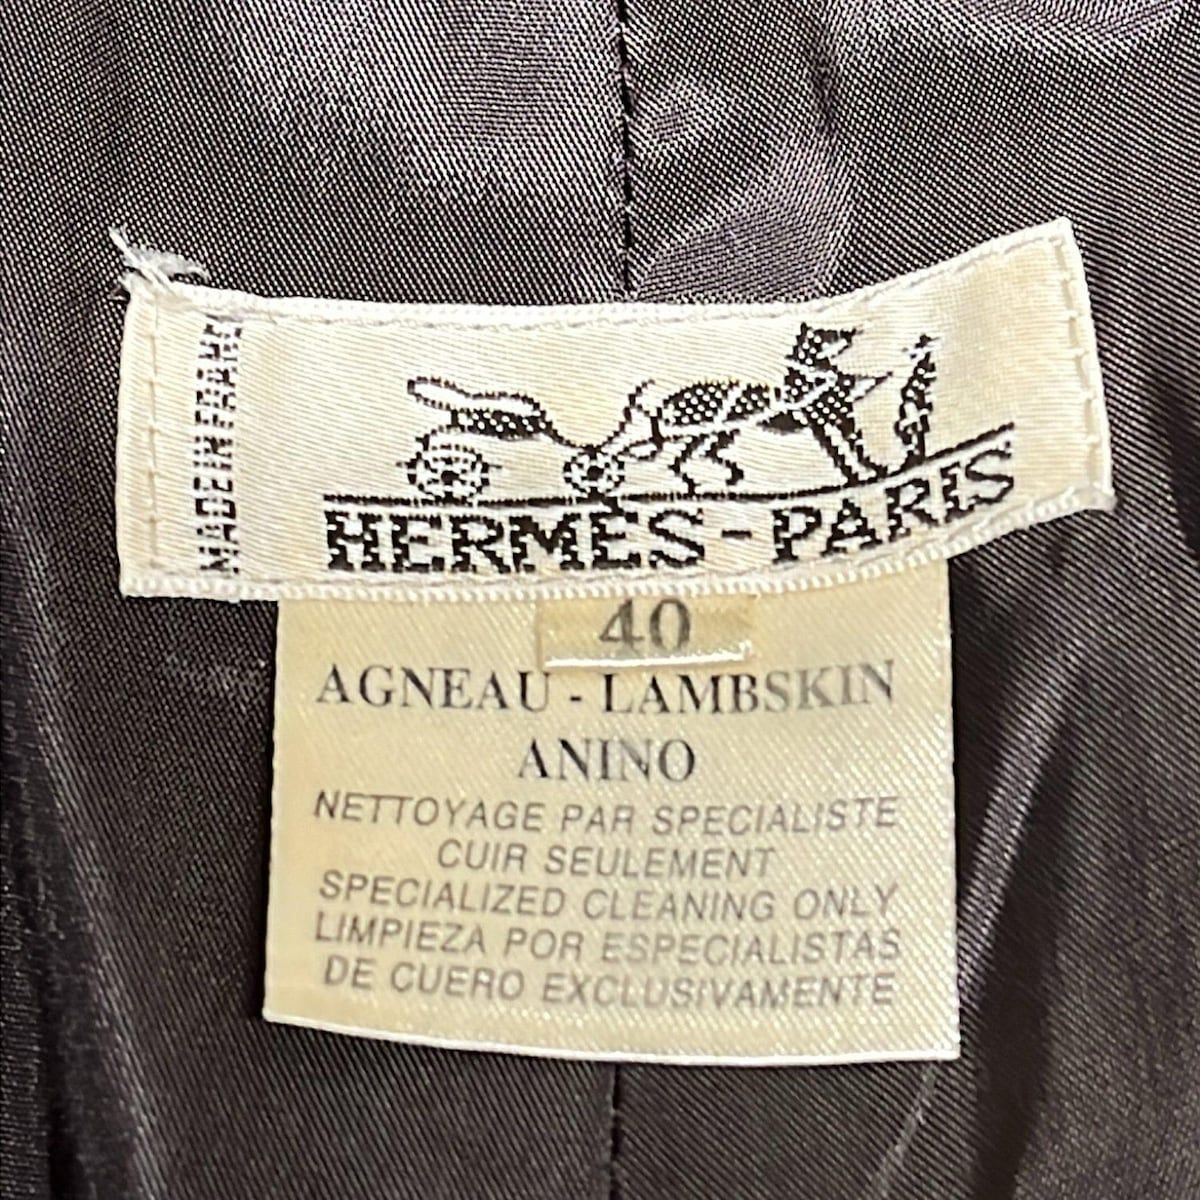 MADE IN FRANCE
HERMES-PARIS
40
AGNEAU - LAMBSKIN
ANINO
NETTOYAGE PAR SPECIALISTE
CUIR SEULEMENT
SPECIALIZED CLEANING ONLY
LIMPIEZA POR ESPECIALISTAS
DE CUERO EXCLUSIVAMENTE